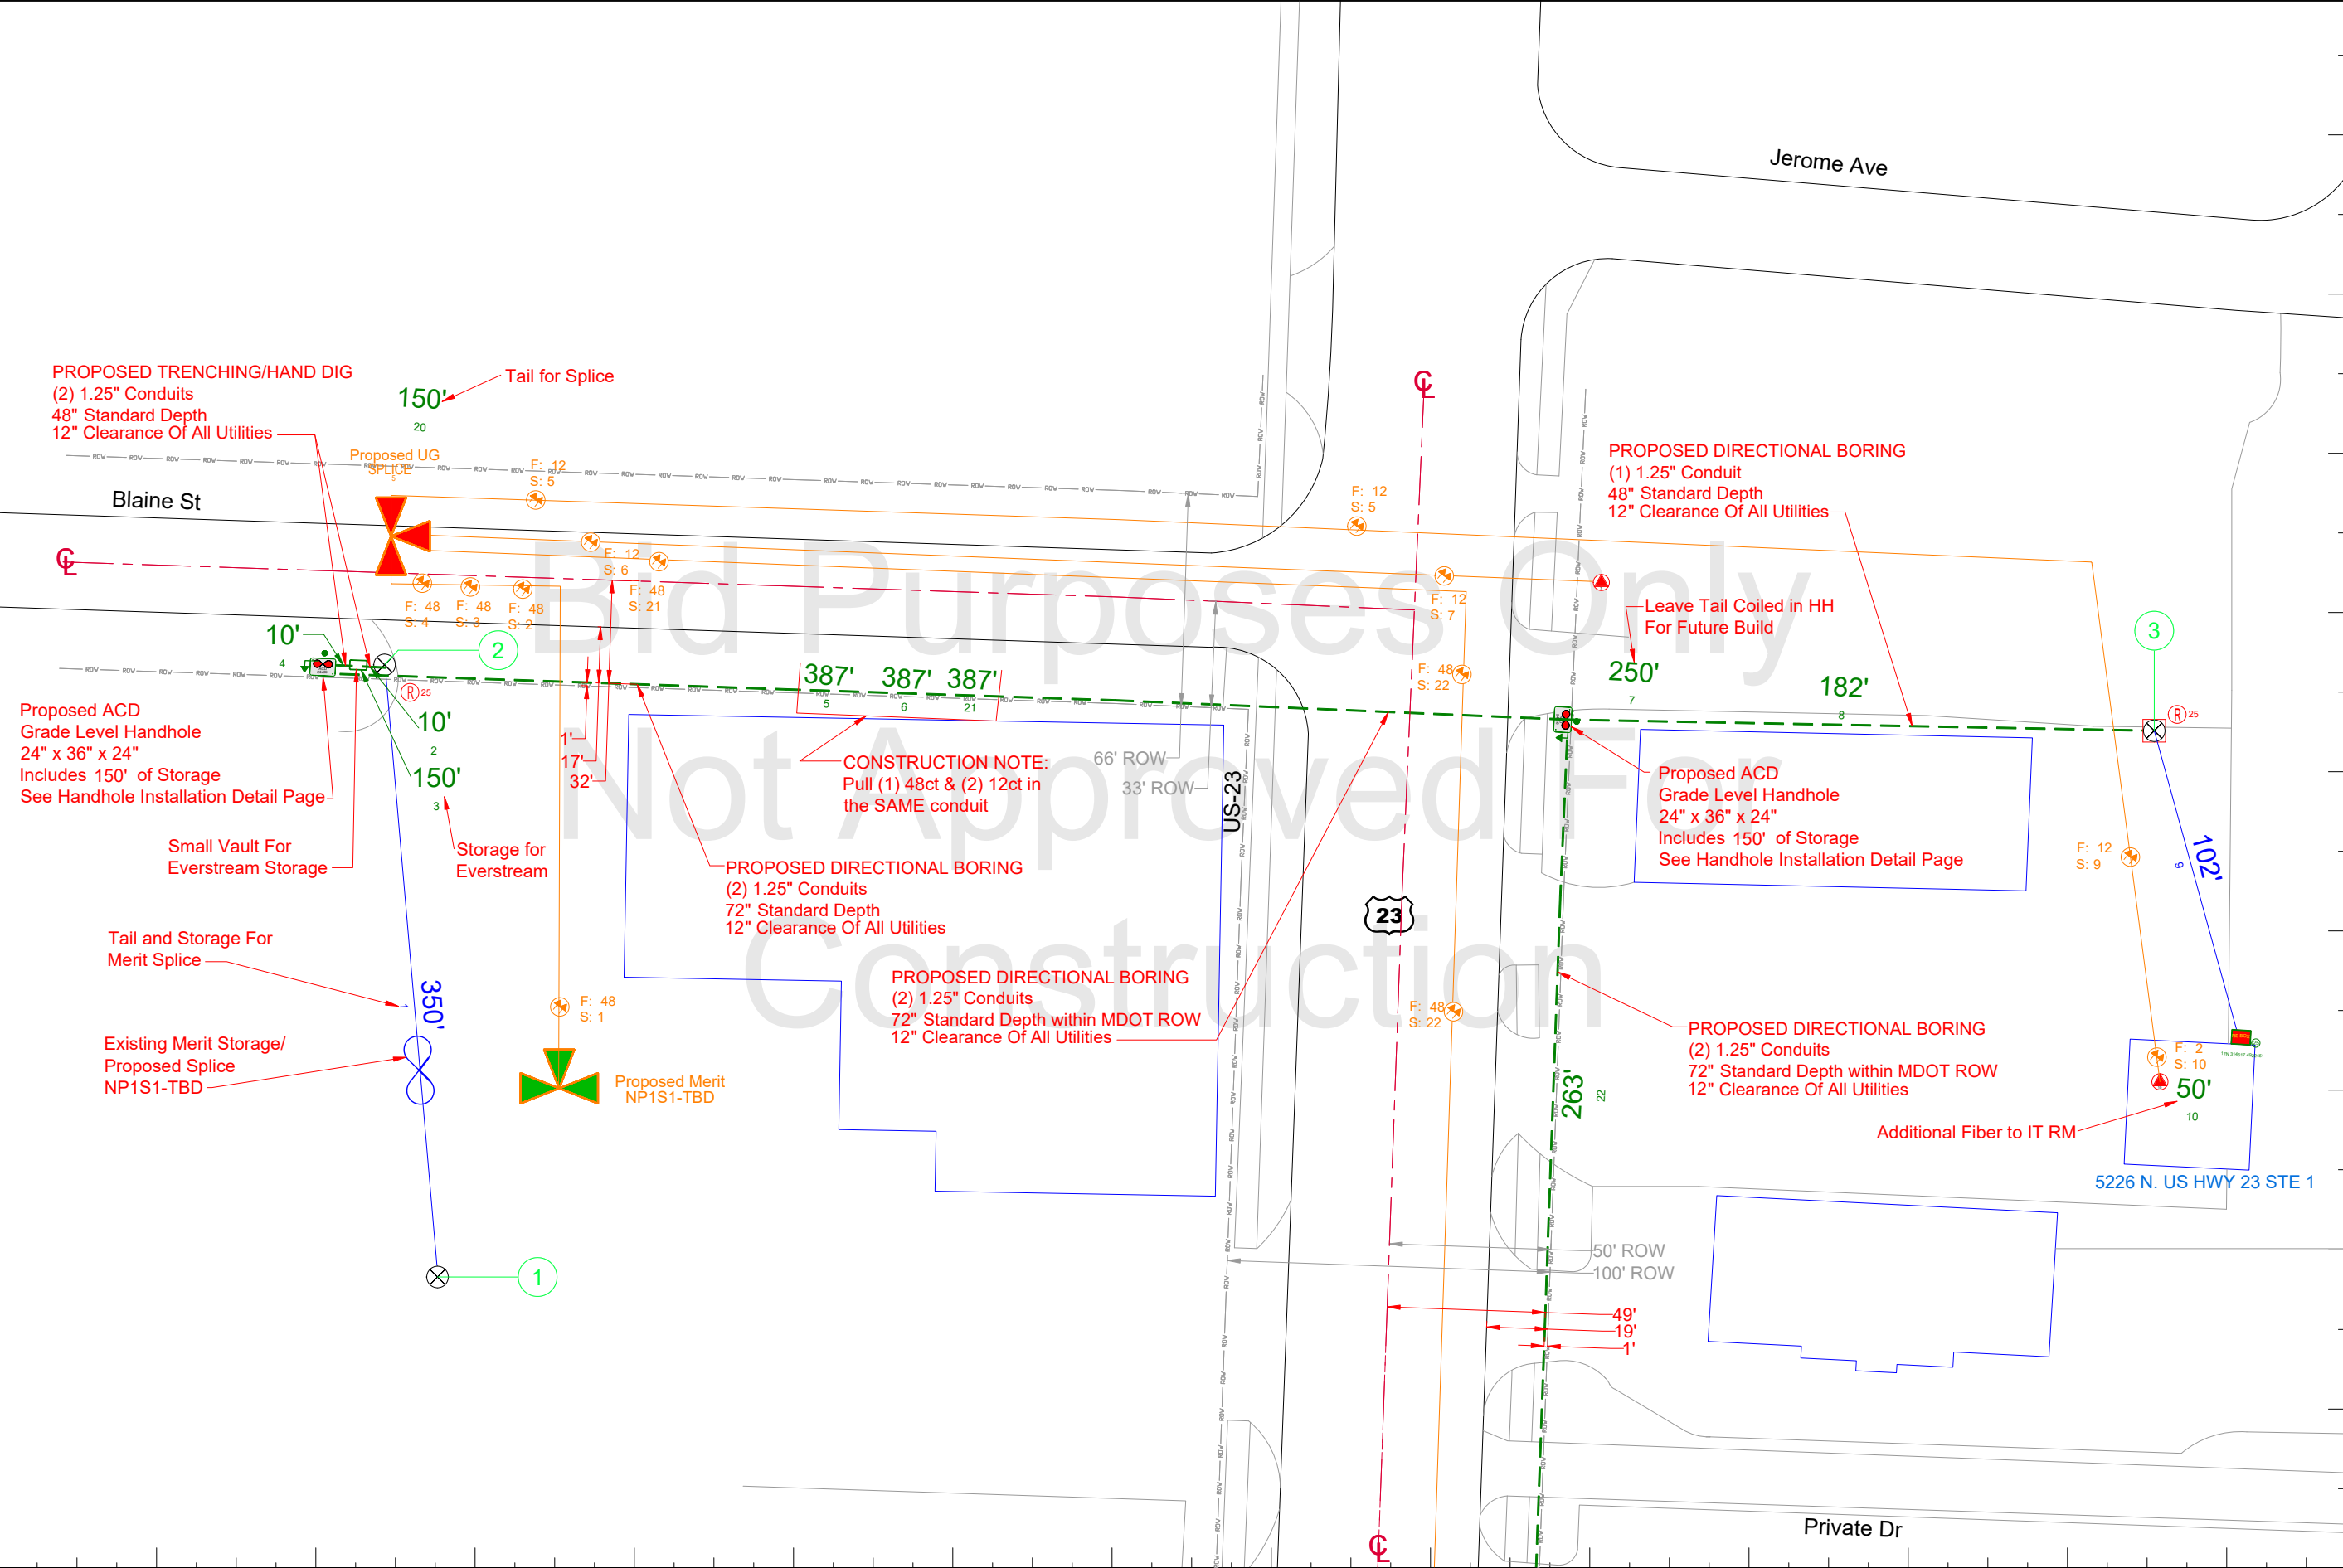 Jerome Ave
PROPOSED TRENCHING/HAND DIG
(2) 1.25" Conduits
48" Standard Depth
12" Clearance Of All Utilities
150'
20
Tail for Splice
Proposed UG
SPLICE
5
F: 12
S: 5
Blaine St
CL
CL
F: 12
S: 5
PROPOSED DIRECTIONAL BORING
(1) 1.25" Conduit
48" Standard Depth
12" Clearance Of All Utilities
F: 12
S: 6
F: 48
S: 21
F: 48
S: 4
F: 48
S: 3
F: 48
S: 2
F: 12
S: 7
Bid Purposes Only
Not Approved For
Construction
Leave Tail Coiled in HH
For Future Build
10'
4
2
3
R 25
387'
5
387'
6
387'
21
F: 48
S: 22
250'
7
182'
8
R 25
Proposed ACD
Grade Level Handhole
24" x 36" x 24"
Includes 150' of Storage
See Handhole Installation Detail Page
10'
2
150'
3
1'
17'
32'
CONSTRUCTION NOTE:
Pull (1) 48ct & (2) 12ct in
the SAME conduit
66' ROW
33' ROW
US-23
Proposed ACD
Grade Level Handhole
24" x 36" x 24"
Includes 150' of Storage
See Handhole Installation Detail Page
Small Vault For
Everstream Storage
Storage for
Everstream
PROPOSED DIRECTIONAL BORING
(2) 1.25" Conduits
72" Standard Depth
12" Clearance Of All Utilities
F: 12
S: 9
102'
9
23
Tail and Storage For
Merit Splice
1
350'
F: 48
S: 1
PROPOSED DIRECTIONAL BORING
(2) 1.25" Conduits
72" Standard Depth within MDOT ROW
12" Clearance Of All Utilities
F: 48
S: 22
PROPOSED DIRECTIONAL BORING
(2) 1.25" Conduits
72" Standard Depth within MDOT ROW
12" Clearance Of All Utilities
Existing Merit Storage/
Proposed Splice
NP1S1-TBD
Proposed Merit
NP1S1-TBD
263'
22
F: 2
S: 10
50'
10
Additional Fiber to IT RM
5226 N. US HWY 23 STE 1
1
50' ROW
100' ROW
49'
19'
1'
CL
Private Dr
ROW